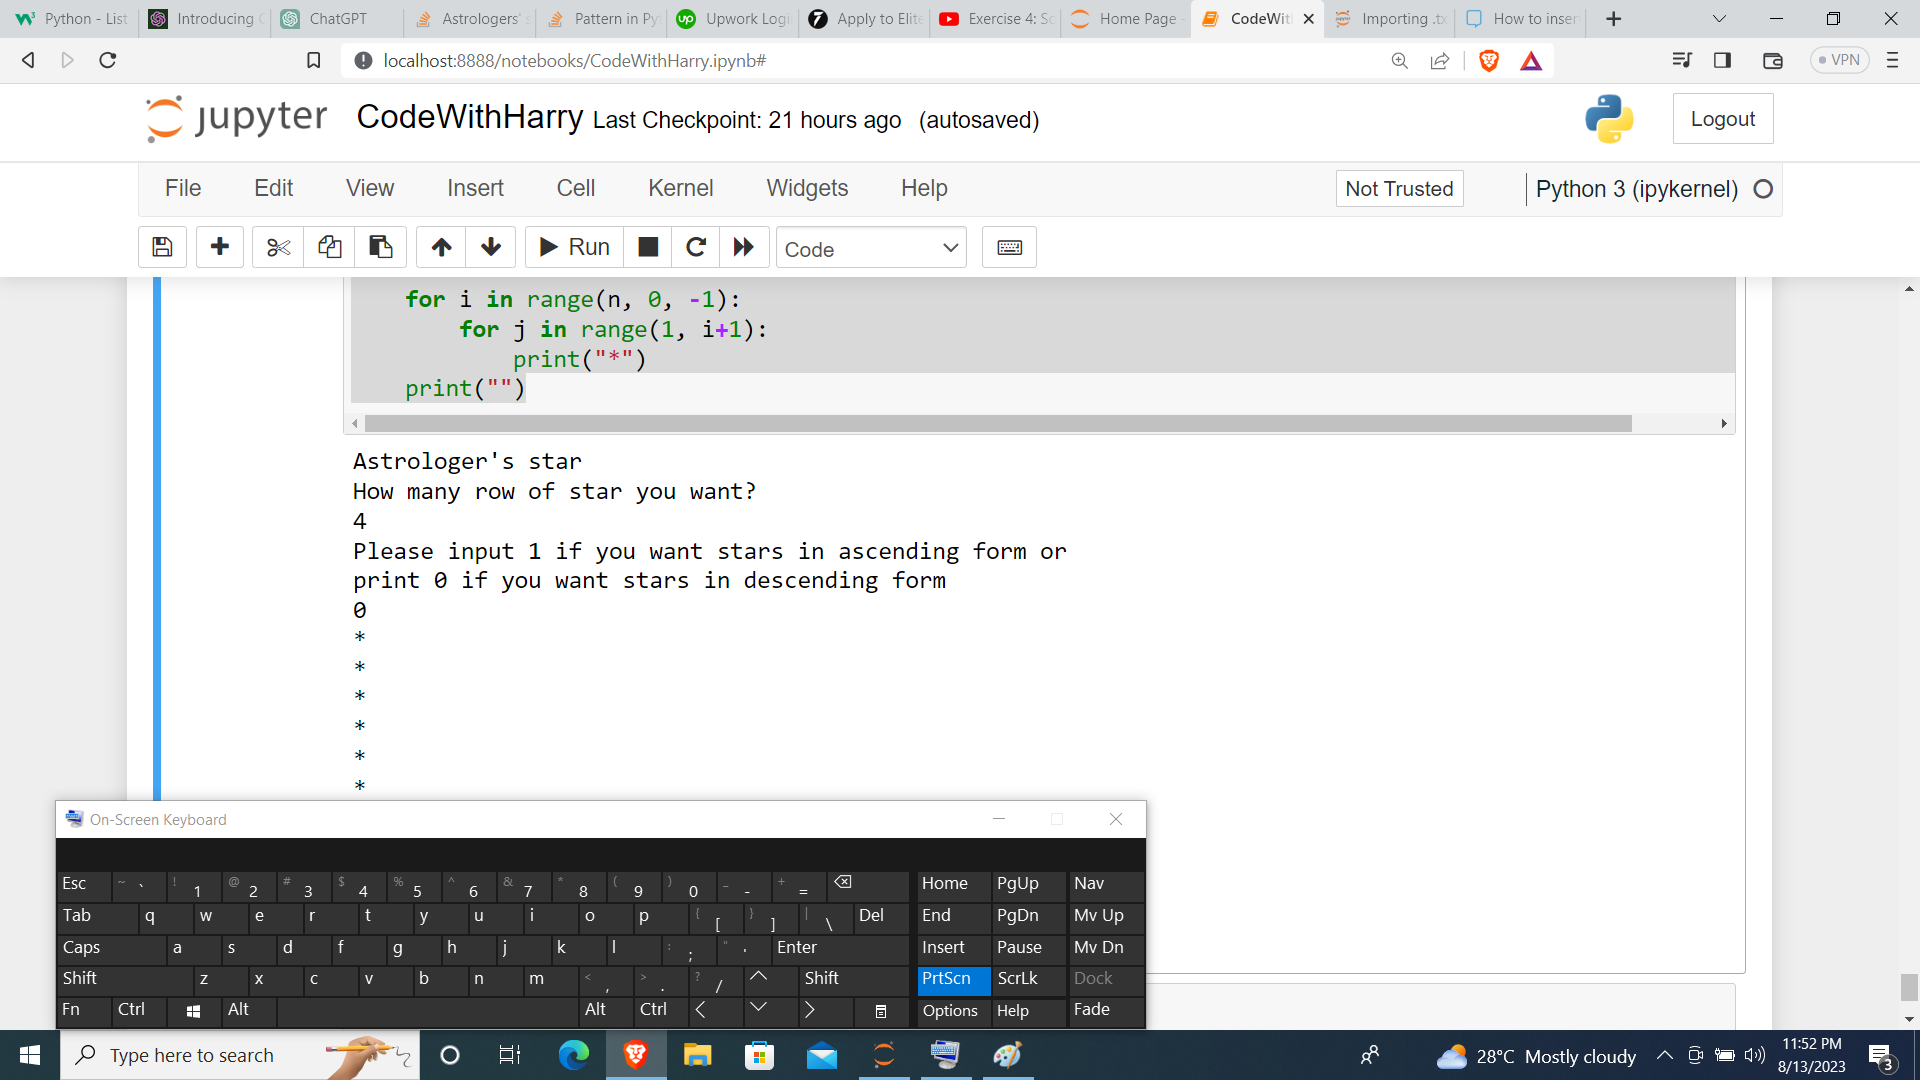 Python - List
Introducing C
ChatGPT
Astrologers' s
Pattern in Py
Upwork Logi
Apply to Elite
Exercise 4: So
Home Page -
CodeWith
Importing .tx
How to inser
localhost:8888/notebooks/CodeWithHarry.ipynb#
VPN
jupyter CodeWithHarry Last Checkpoint: 21 hours ago (autosaved)
Logout
File Edit View Insert Cell Kernel Widgets Help
Not Trusted
Python 3 (ipykernel)
Run
Code
for i in range(n, 0, -1):
for j in range(1, i+1):
print("*")
print("")
Astrologer's star
How many row of star you want?
4
Please input 1 if you want stars in ascending form or
print 0 if you want stars in descending form
0
*
*
*
*
*
*
On-Screen Keyboard
Esc ~ ` ! 1 @ 2 # 3 $ 4 % 5 ^ 6 & 7 * 8 ( 9 ) 0 _ - + = Home PgUp Nav
Tab q w e r t y u i o p { [ } ] | \ Del End PgDn Mv Up
Caps a s d f g h j k l : ; " ' Enter Insert Pause Mv Dn
Shift z x c v b n m < , > . ? / Shift PrtScn ScrLk Dock
Fn Ctrl Alt Alt Ctrl Options Help Fade
Type here to search
28°C Mostly cloudy
11:52 PM
8/13/2023
3